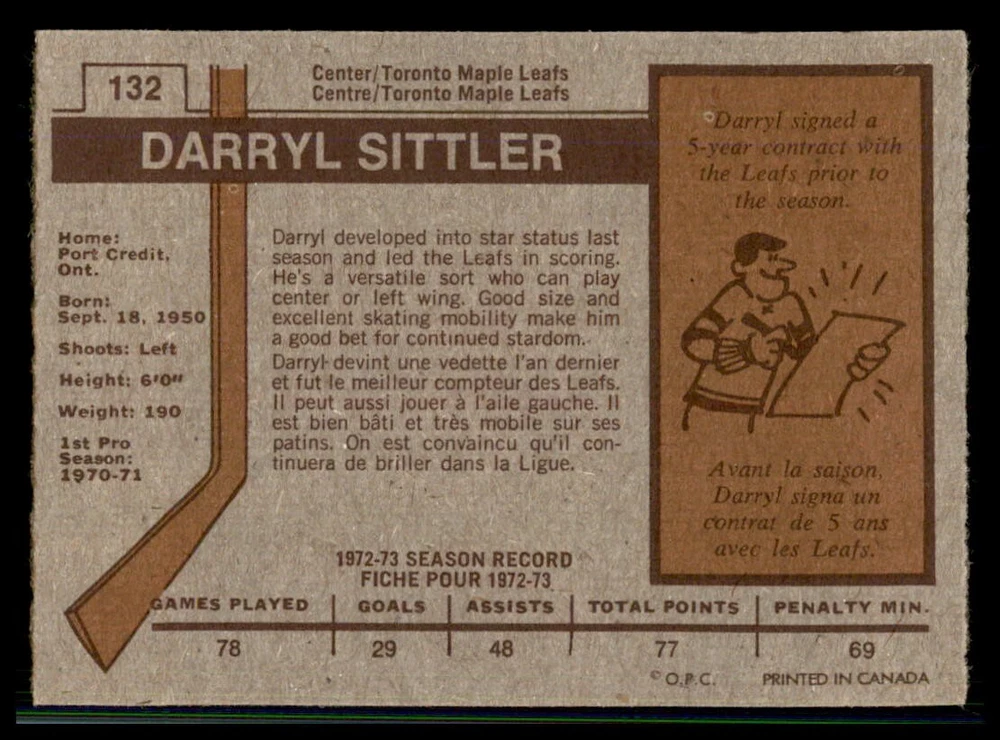 132
Center/Toronto Maple Leafs
Centre/Toronto Maple Leafs
DARRYL SITTLER
Home:
Port Credit,
Ont.
Born:
Sept. 18, 1950
Shoots: Left
Height: 6'0"
Weight: 190
1st Pro
Season:
1970-71
Darryl developed into star status last
season and led the Leafs in scoring.
He's a versatile sort who can play
center or left wing. Good size and
excellent skating mobility make him
a good bet for continued stardom.
Darryl devint une vedette l'an dernier
et fut le meilleur compteur des Leafs.
Il peut aussi jouer à l'aile gauche. Il
est bien bâti et très mobile sur ses
patins. On est convaincu qu'il con-
tinuera de briller dans la Ligue.
Darryl signed a
5-year contract with
the Leafs prior to
the season.
Avant la saison,
Darryl signa un
contrat de 5 ans
avec les Leafs.
1972-73 SEASON RECORD
FICHE POUR 1972-73
GAMES PLAYED GOALS ASSISTS TOTAL POINTS PENALTY MIN.
78 29 48 77 69
© O.P.C. PRINTED IN CANADA